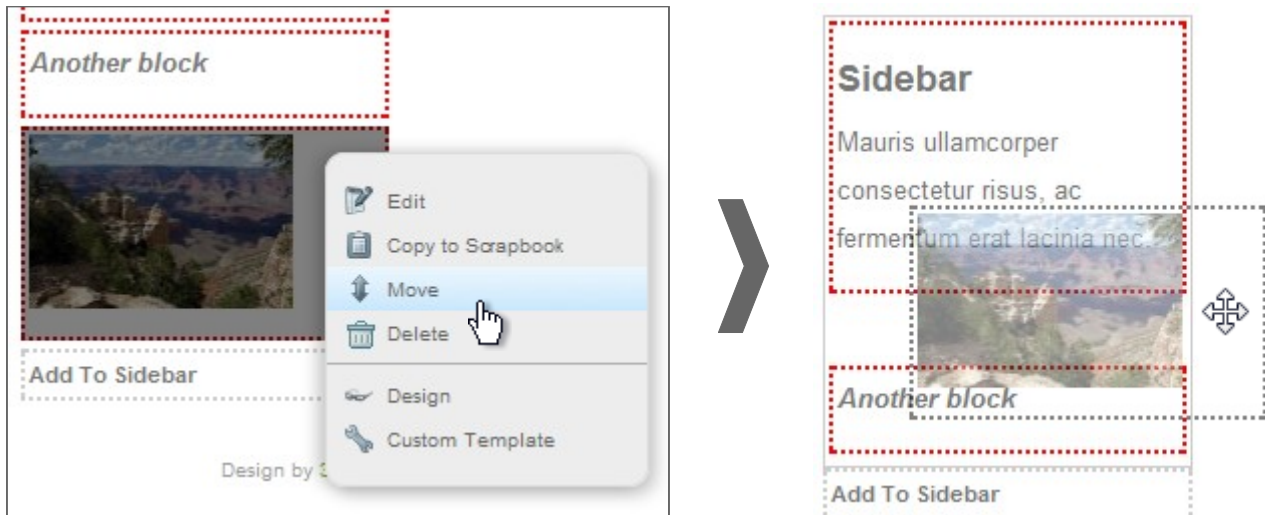 Another block
Edit
Copy to Scrapbook
Move
Delete
Add To Sidebar
Design
Custom Template
Design by 3
Sidebar
Mauris ullamcorper
consectetur risus, ac
fermentum erat lacinia nec.
Another block
Add To Sidebar